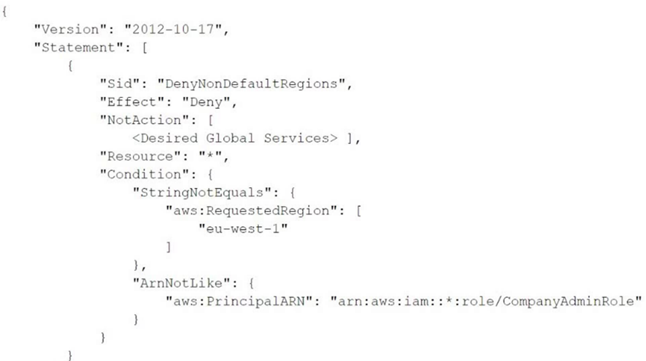 {
    "Version": "2012-10-17",
    "Statement": [
        {
            "Sid": "DenyNonDefaultRegions",
            "Effect": "Deny",
            "NotAction": [
                <Desired Global Services> ],
            "Resource": "*",
            "Condition": {
                "StringNotEquals": {
                    "aws:RequestedRegion": [
                        "eu-west-1"
                    ]
                },
                "ArnNotLike": {
                    "aws:PrincipalARN": "arn:aws:iam::*:role/CompanyAdminRole"
                }
            }
        }